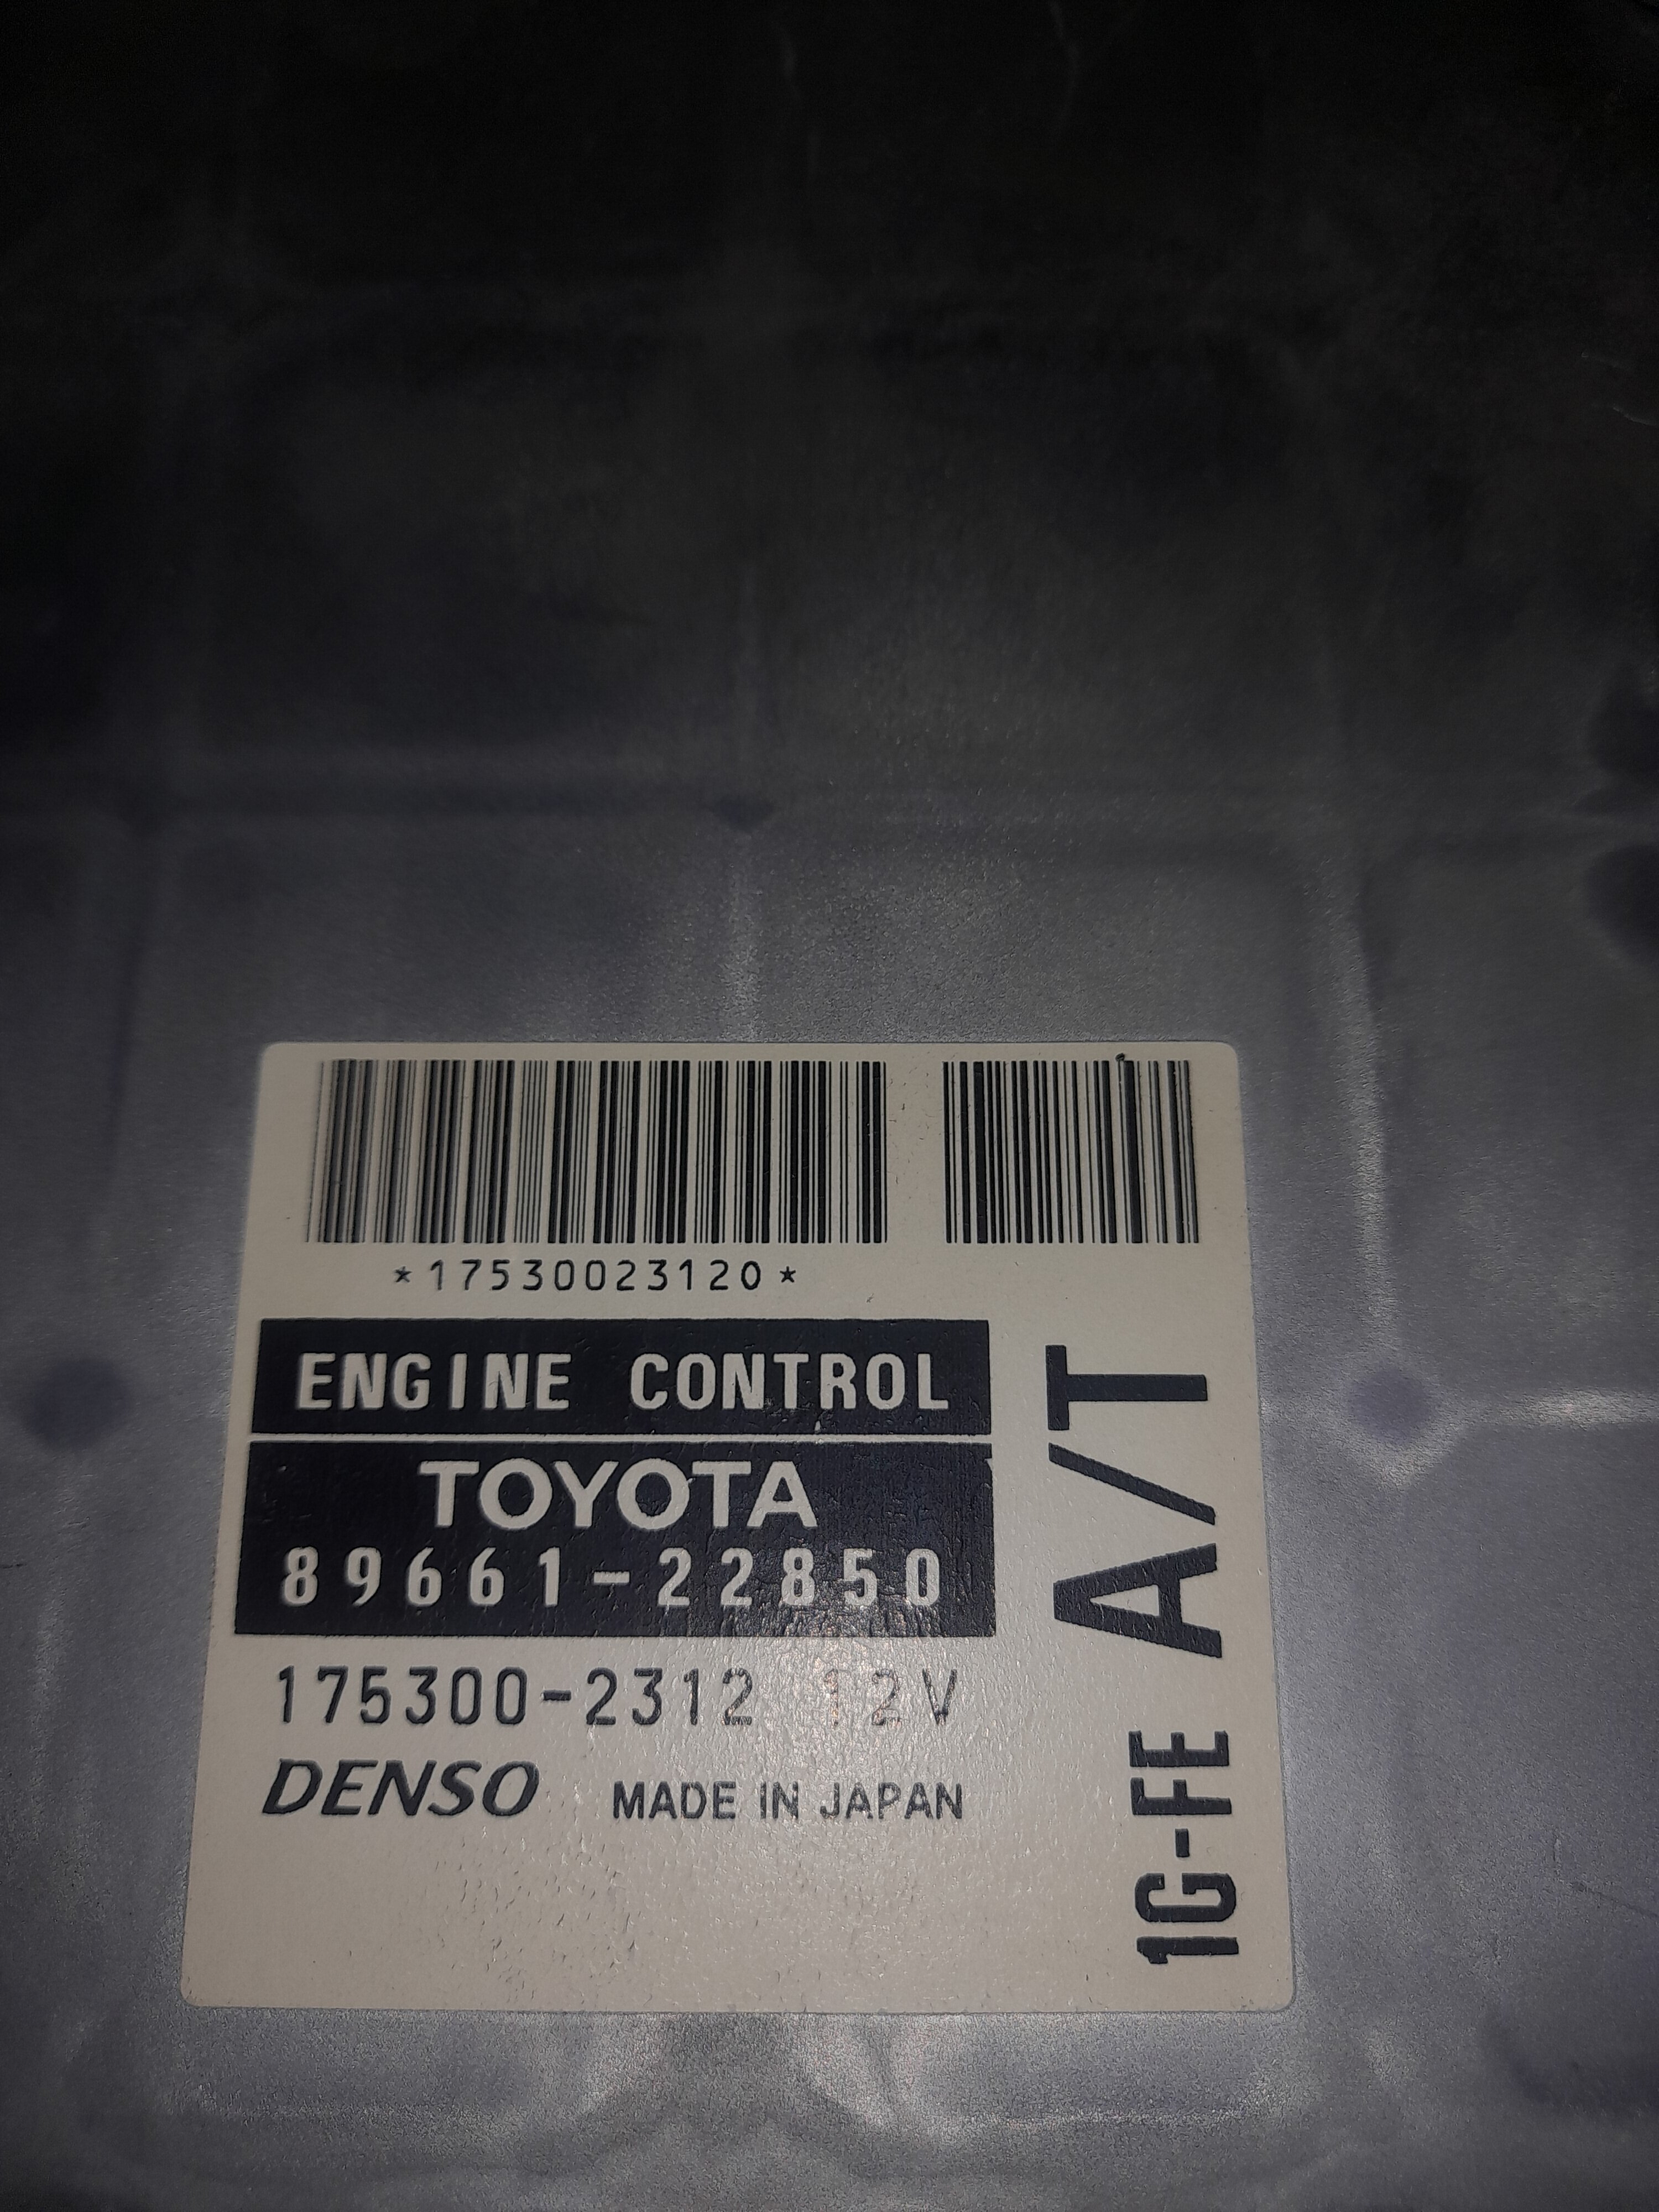 *17530023120*
ENGINE CONTROL
TOYOTA
89661-22850
175300-2312 12V
DENSO MADE IN JAPAN
1G-FE A/T